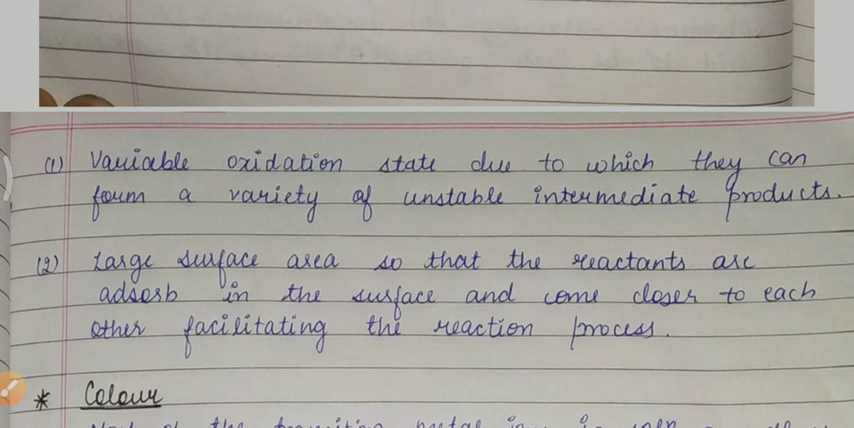 (1) Variable oxidation state due to which they can
form a variety of unstable intermediate products.
(2) Large surface area so that the reactants are
adsorb in the surface and come closer to each
other facilitating the reaction process.
* Colour
of the